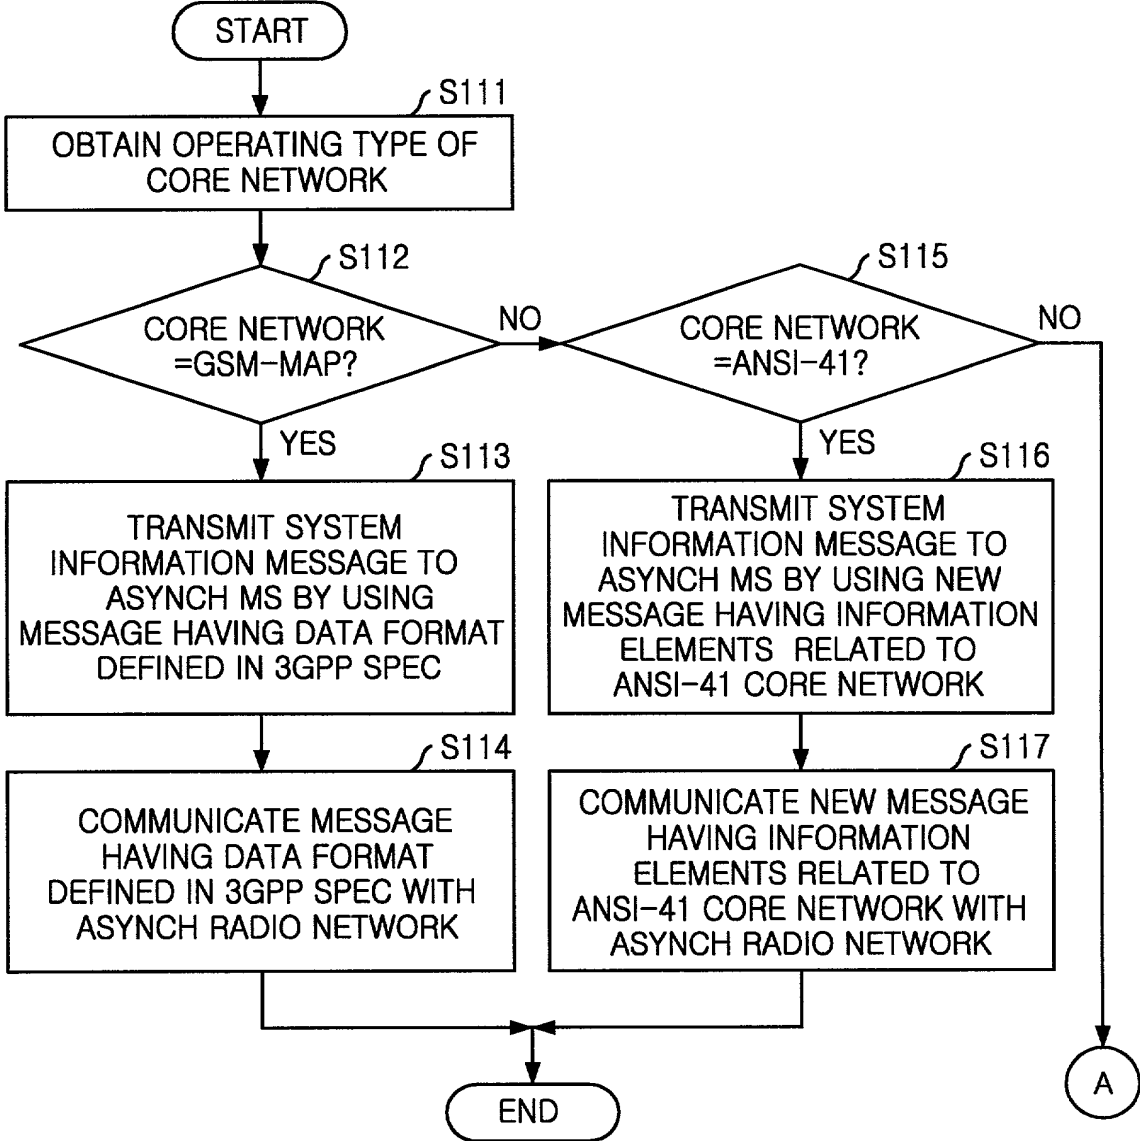 START
S111
OBTAIN OPERATING TYPE OF
CORE NETWORK
S112
CORE NETWORK
=GSM-MAP?
NO
YES
S115
CORE NETWORK
=ANSI-41?
NO
YES
S113
TRANSMIT SYSTEM
INFORMATION MESSAGE TO
ASYNCH MS BY USING
MESSAGE HAVING DATA FORMAT
DEFINED IN 3GPP SPEC
S116
TRANSMIT SYSTEM
INFORMATION MESSAGE TO
ASYNCH MS BY USING NEW
MESSAGE HAVING INFORMATION
ELEMENTS RELATED TO
ANSI-41 CORE NETWORK
S114
COMMUNICATE MESSAGE
HAVING DATA FORMAT
DEFINED IN 3GPP SPEC WITH
ASYNCH RADIO NETWORK
S117
COMMUNICATE NEW MESSAGE
HAVING INFORMATION
ELEMENTS RELATED TO
ANSI-41 CORE NETWORK WITH
ASYNCH RADIO NETWORK
A
END